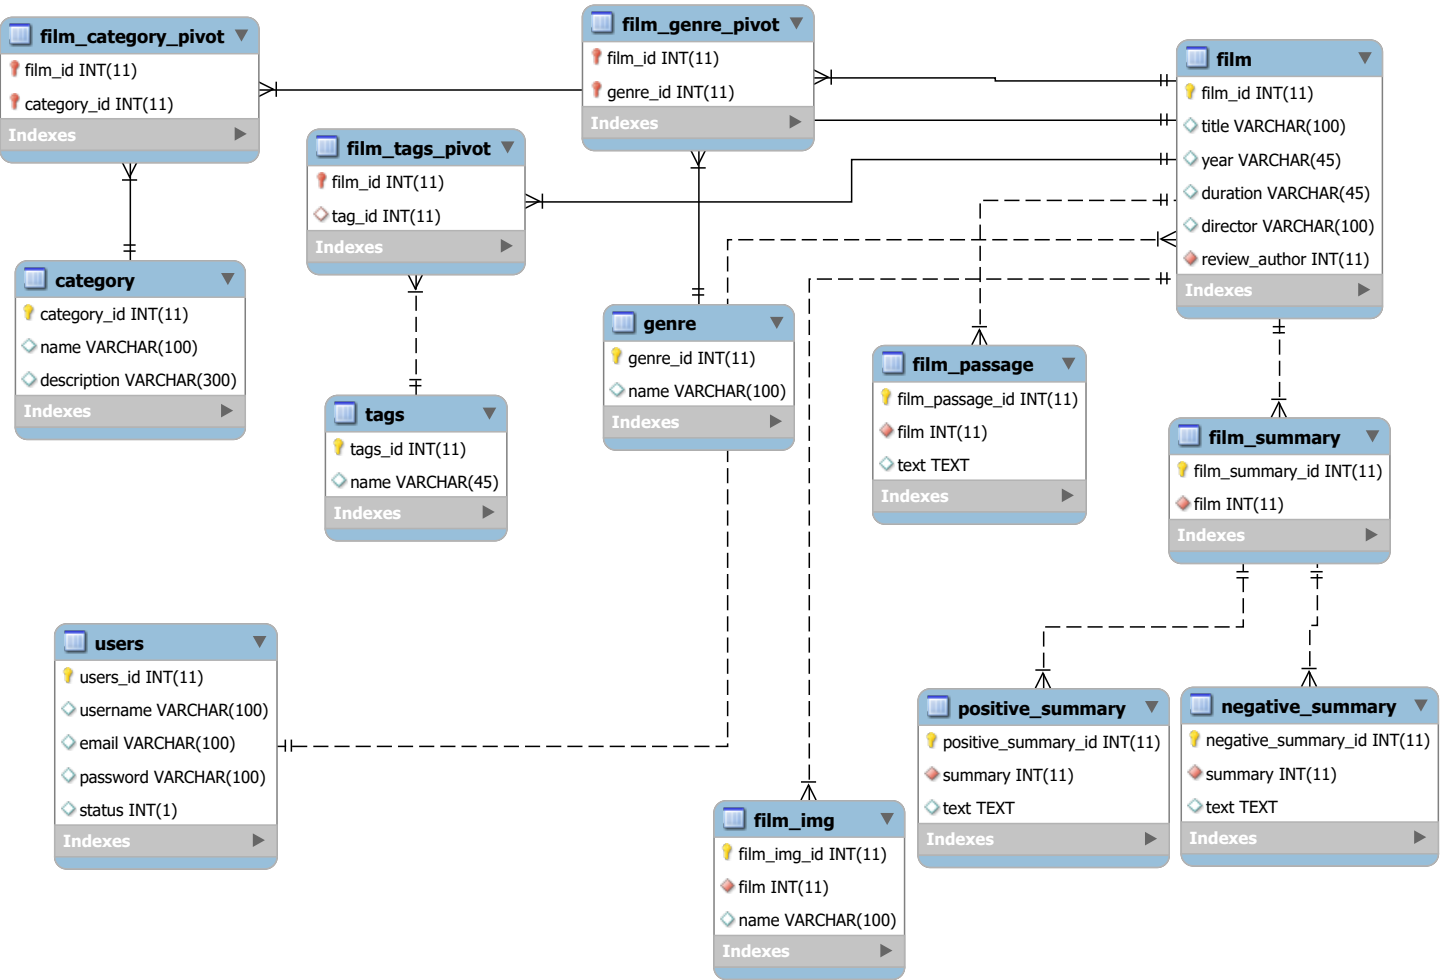 film_category_pivot
film_id INT(11)
category_id INT(11)
Indexes
film_genre_pivot
film_id INT(11)
genre_id INT(11)
Indexes
film
film_id INT(11)
title VARCHAR(100)
year VARCHAR(45)
duration VARCHAR(45)
director VARCHAR(100)
review_author INT(11)
Indexes
film_tags_pivot
film_id INT(11)
tag_id INT(11)
Indexes
category
category_id INT(11)
name VARCHAR(100)
description VARCHAR(300)
Indexes
genre
genre_id INT(11)
name VARCHAR(100)
Indexes
film_passage
film_passage_id INT(11)
film INT(11)
text TEXT
Indexes
tags
tags_id INT(11)
name VARCHAR(45)
Indexes
film_summary
film_summary_id INT(11)
film INT(11)
Indexes
users
users_id INT(11)
username VARCHAR(100)
email VARCHAR(100)
password VARCHAR(100)
status INT(1)
Indexes
positive_summary
positive_summary_id INT(11)
summary INT(11)
text TEXT
Indexes
negative_summary
negative_summary_id INT(11)
summary INT(11)
text TEXT
Indexes
film_img
film_img_id INT(11)
film INT(11)
name VARCHAR(100)
Indexes